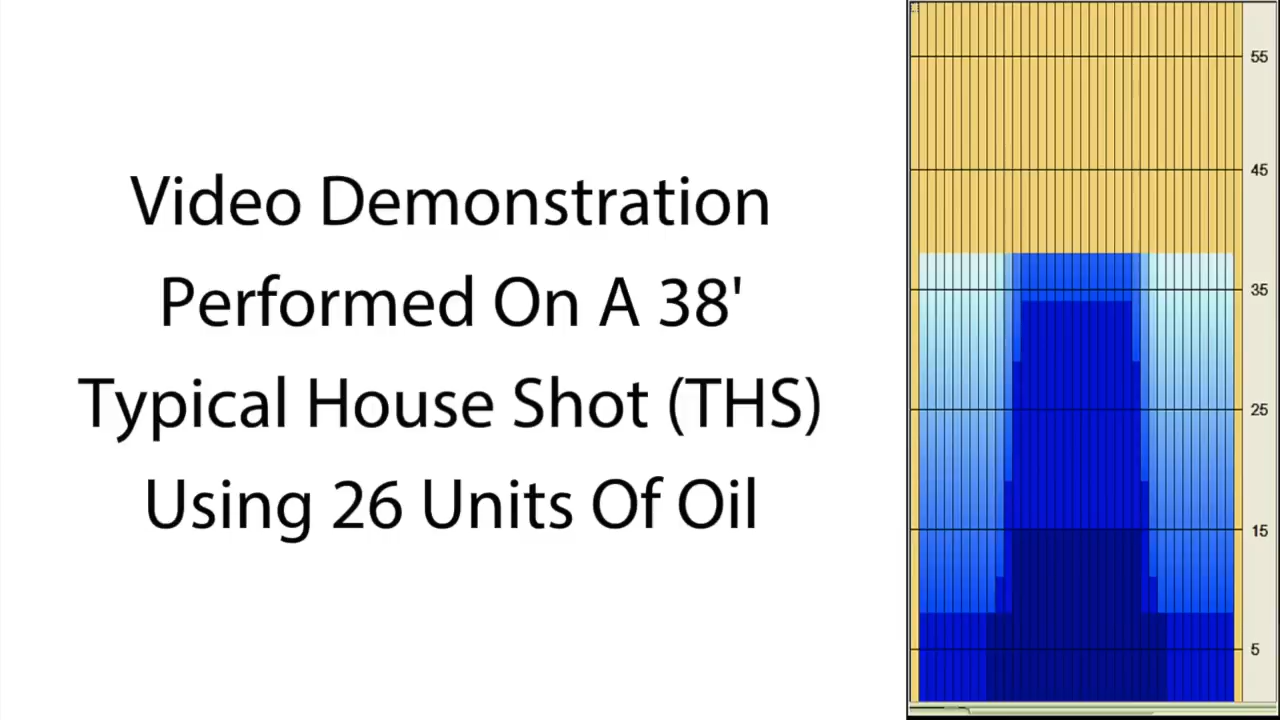 Video Demonstration
Performed On A 38'
Typical House Shot (THS)
Using 26 Units Of Oil
55
45
35
25
15
5